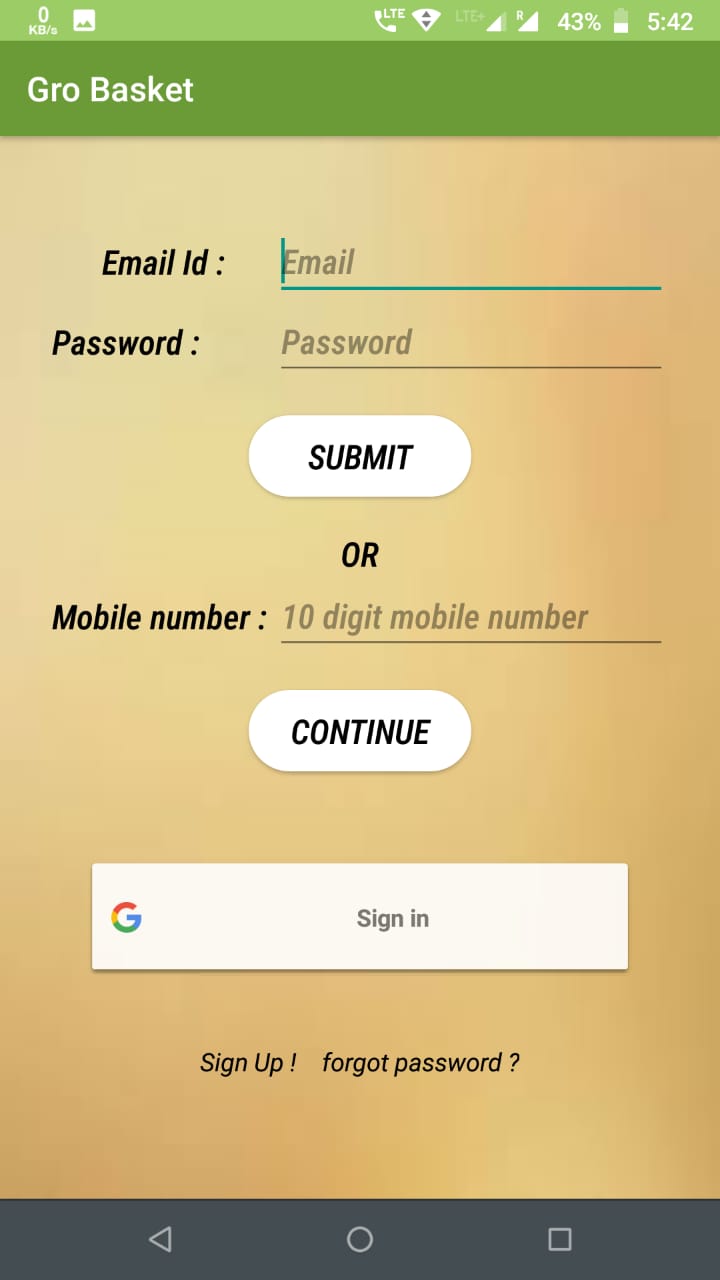 0 KB/s LTE LTE+ R 43% 5:42
Gro Basket
Email Id : Email
Password : Password
SUBMIT
OR
Mobile number : 10 digit mobile number
CONTINUE
G Sign in
Sign Up ! forgot password ?